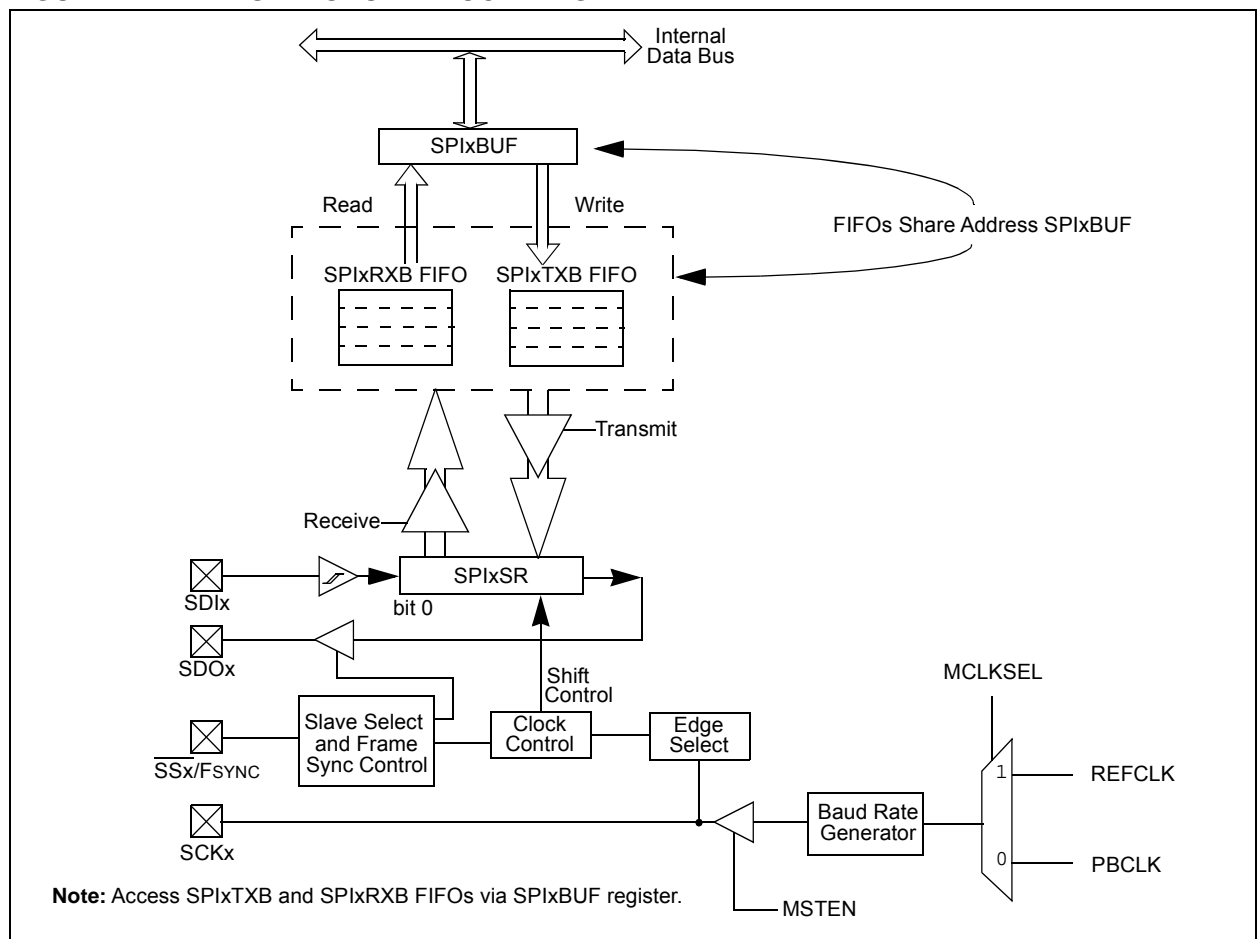 Internal
Data Bus
SPIxBUF
Read
Write
FIFOs Share Address SPIxBUF
SPIxRXB FIFO
SPIxTXB FIFO
Transmit
Receive
SPIxSR
SDIx
bit 0
SDOx
Shift
Control
MCLKSEL
Slave Select
and Frame
Sync Control
Clock
Control
Edge
Select
SSx/FSYNC
1
REFCLK
Baud Rate
Generator
SCKx
0
PBCLK
Note: Access SPIxTXB and SPIxRXB FIFOs via SPIxBUF register.
MSTEN